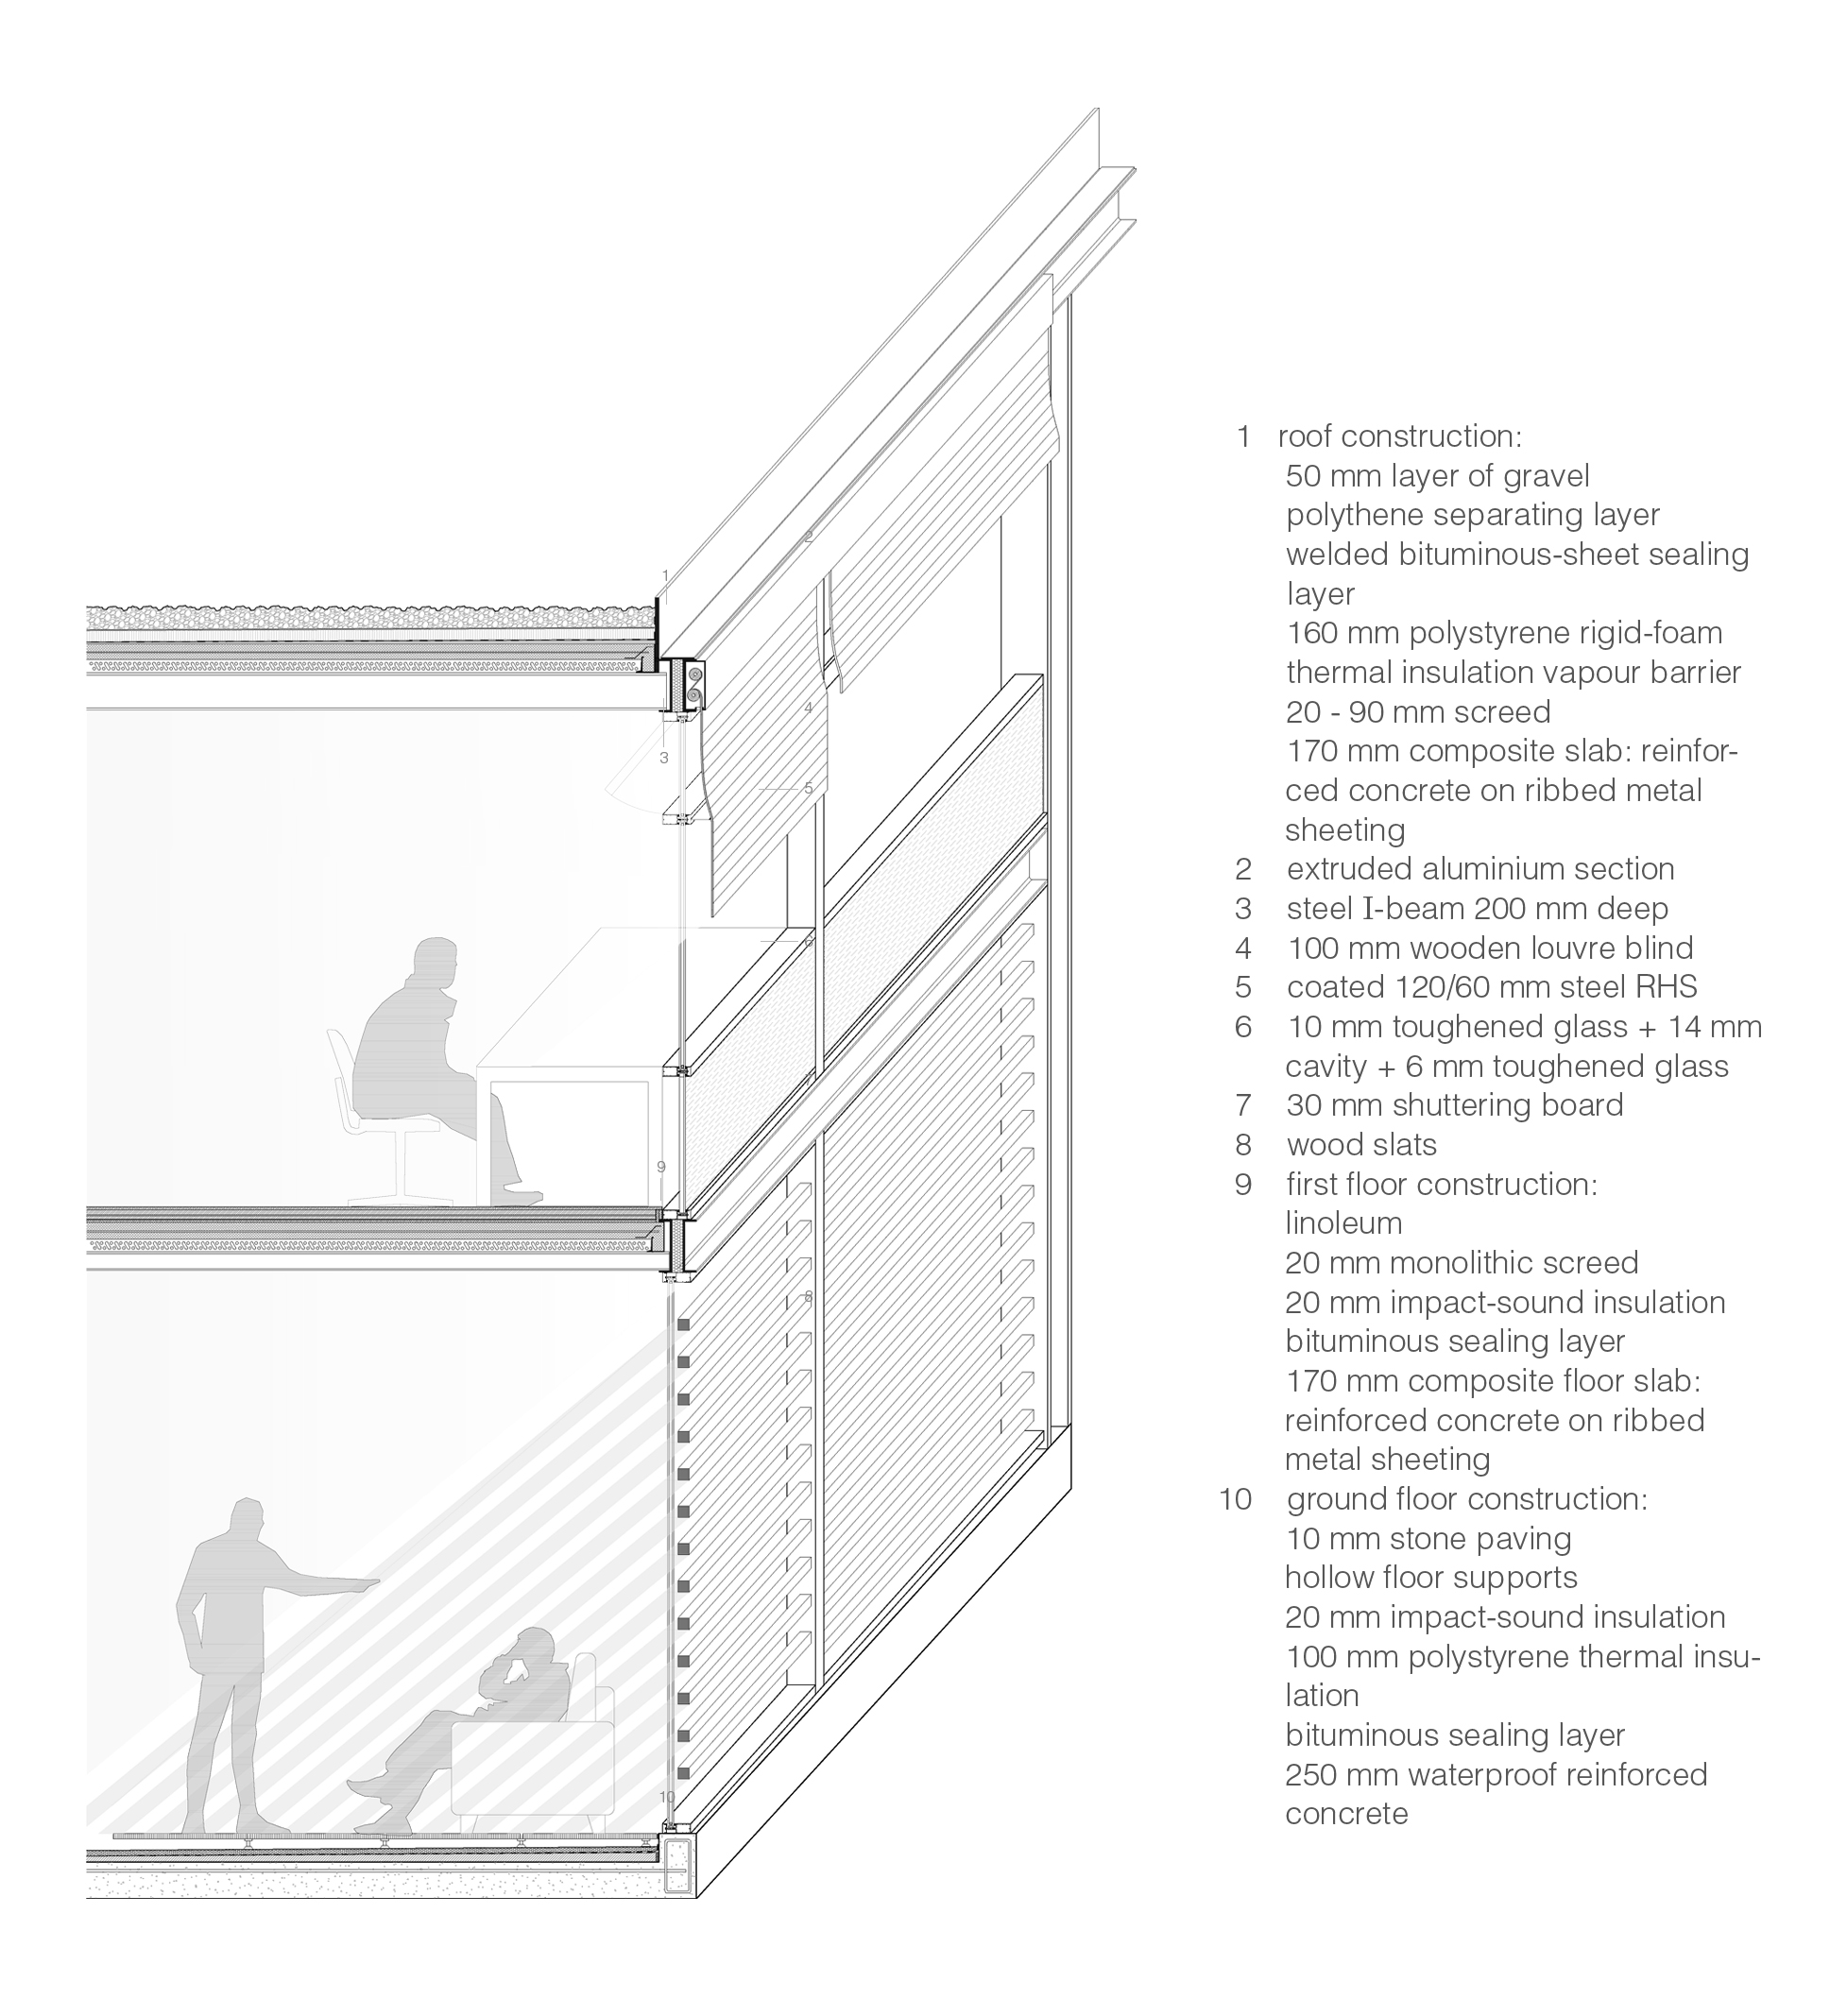 1 roof construction:
50 mm layer of gravel
polythene separating layer
welded bituminous-sheet sealing
layer
160 mm polystyrene rigid-foam
thermal insulation vapour barrier
20 - 90 mm screed
170 mm composite slab: reinfor-
ced concrete on ribbed metal
sheeting
2 extruded aluminium section
3 steel I-beam 200 mm deep
4 100 mm wooden louvre blind
5 coated 120/60 mm steel RHS
6 10 mm toughened glass + 14 mm
cavity + 6 mm toughened glass
7 30 mm shuttering board
8 wood slats
9 first floor construction:
linoleum
20 mm monolithic screed
20 mm impact-sound insulation
bituminous sealing layer
170 mm composite floor slab:
reinforced concrete on ribbed
metal sheeting
10 ground floor construction:
10 mm stone paving
hollow floor supports
20 mm impact-sound insulation
100 mm polystyrene thermal insu-
lation
bituminous sealing layer
250 mm waterproof reinforced
concrete
2
1
4
3
5
6
9
8
10